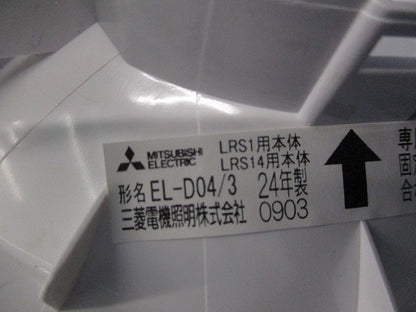 MITSUBISHI ELECTRIC LRS1用本体
LRS14用本体
形名 EL-D04/3 24年製
三菱電機照明株式会社 0903
固